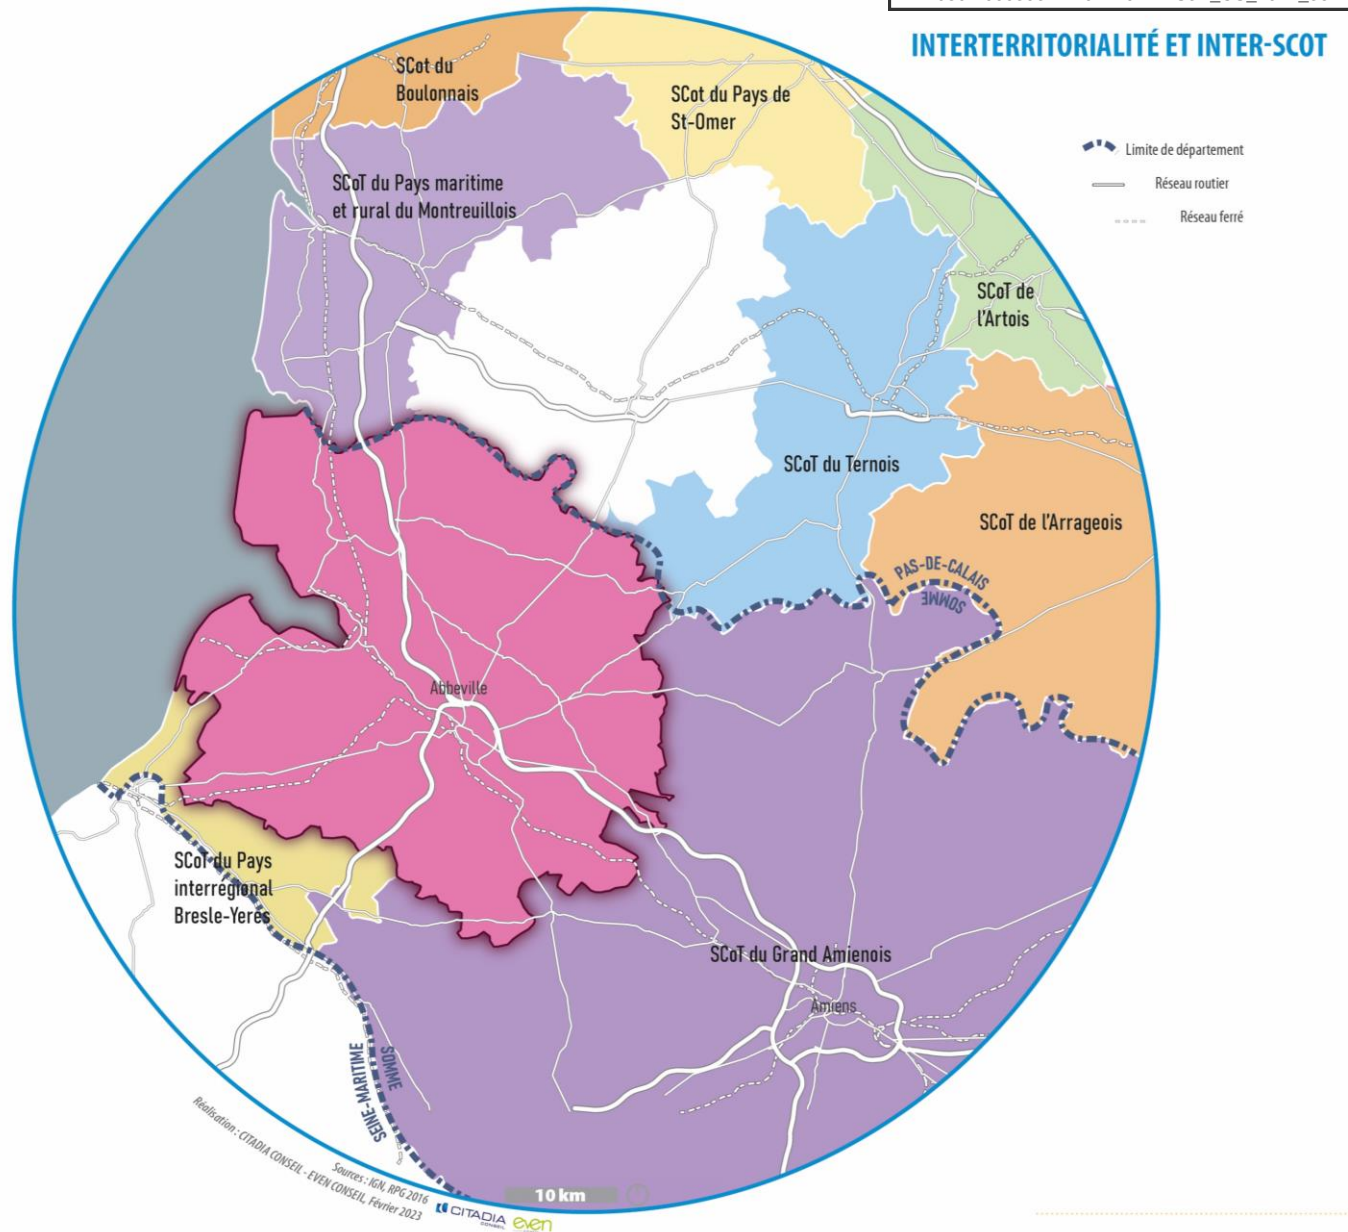 INTERTERRITORIALITÉ ET INTER-SCOT
Limite de département
Réseau routier
Réseau ferré
SCot du
Boulonnais
SCot du Pays de
St-Omer
SCoT du Pays maritime
et rural du Montreuillois
SCoT de
l'Artois
SCoT du Ternois
SCoT de l'Arrageois
PAS-DE-CALAIS
SOMME
Abbeville
SCoT du Pays
interrégional
Bresle-Yeres
SCoT du Grand Amienois
Amiens
SEINE-MARITIME
SOMME
Réalisation : CITADIA CONSEIL - EVEN CONSEIL, Février 2023
Sources : IGN, RPG 2016
10 km
CITADIA
CONSEIL
even
CONSEIL